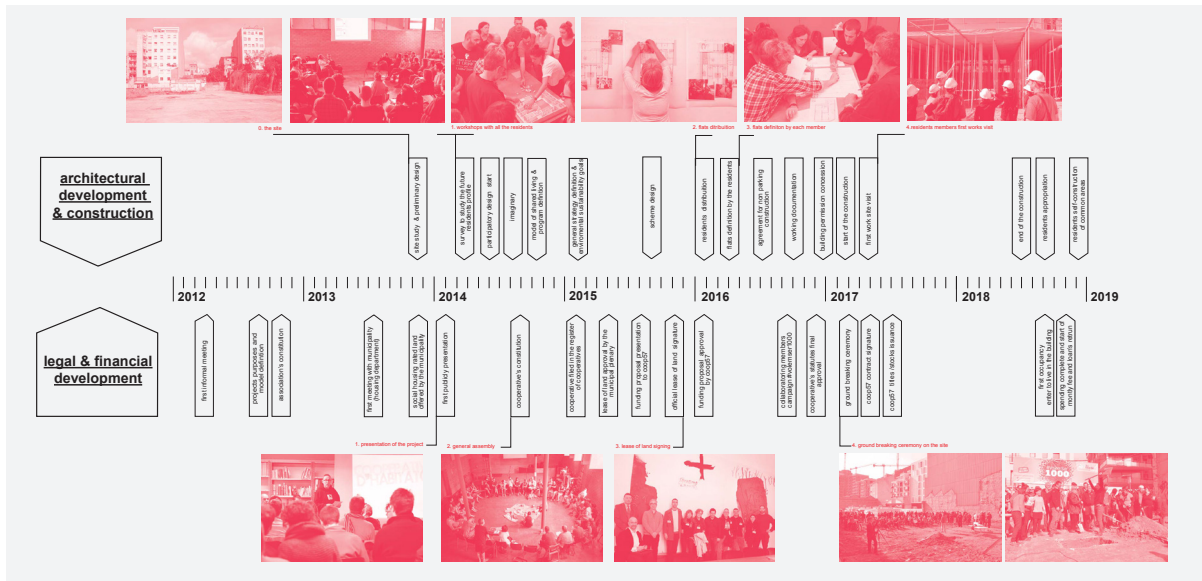 0. the site
1. workshops with all the residents
2. flats ditribuition
3. flats definiton by each member
4.residents members first works visit
architectural
development
& construction
site study & preliminary design
survey to study the future
residents profile
participatory design  start
imaginary
model of shared living &
program defintion
general strategy definition &
enviromental sustainability goals
scheme design
residents  distribution
flats definition by the residents
agreement for non parking
construction
working documentation
building permission concession
start of the construction
first work site visit
end of the construction
residents appropriation
residents self-construction
of common areas
2012
2013
2014
2015
2016
2017
2018
2019
legal & financial
development
first informal meeting
projects purposes and
model definition
association's constitution
first meeting with municipality
(housing department)
social housing rated land
offered by the municipality
first publicy presentation
cooperative's constitution
cooperative filed in the register
of cooperatives
lease of land approval by the
municipal plenary
funding proposal presentation
to coop57
official lease of land signature
funding proposal approval
by coop57
collaboratoring members
campaign #volemser1000
cooperative's statutes final
approval
ground breaking ceremony
coop57 contract signature
coop57 titles /stocks issuance
first occupancy
enter to live in the building
spending complete and start of
montly fee and loants retrun
1. presentation of the project
2. general assembly
3. lease of land signing
4. ground breaking ceremony on the site
1000